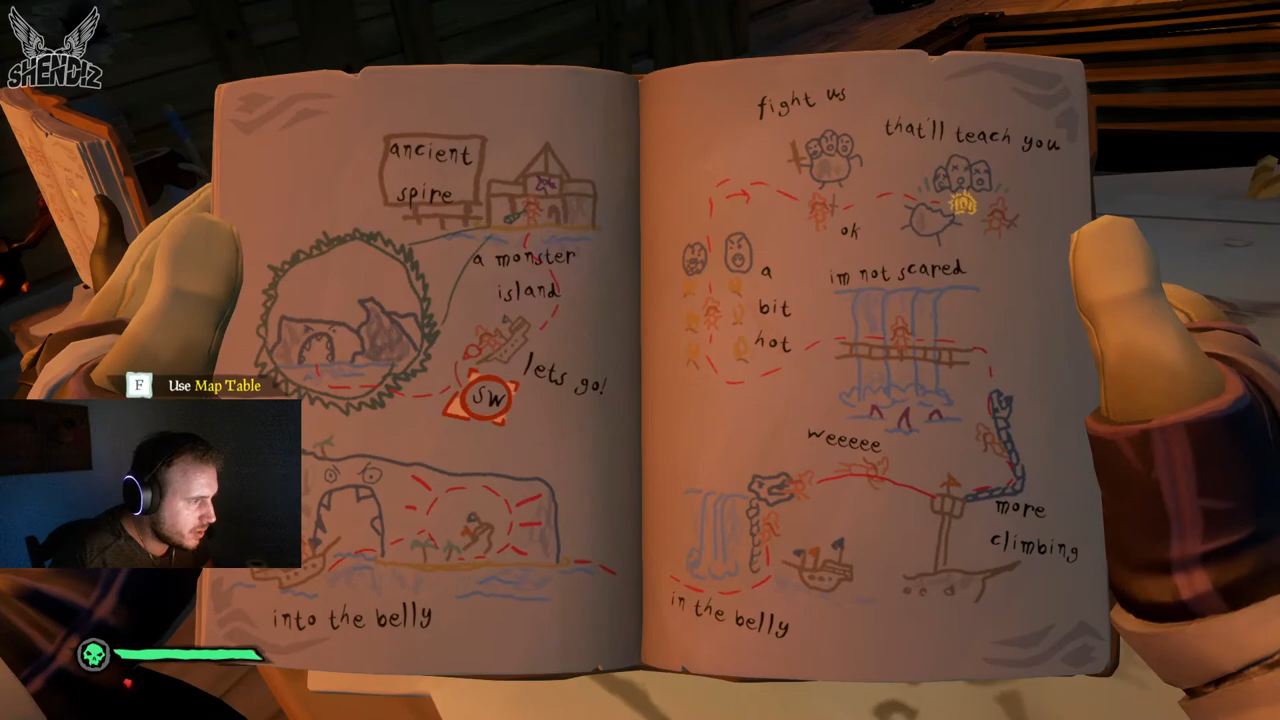 SHENDIZ
ancient
spire
a monster
island
lets go!
SW
into the belly
fight us
that'll teach you
ok
a
bit
hot
im not scared
weeeee
more
climbing
in the belly
F Use Map Table